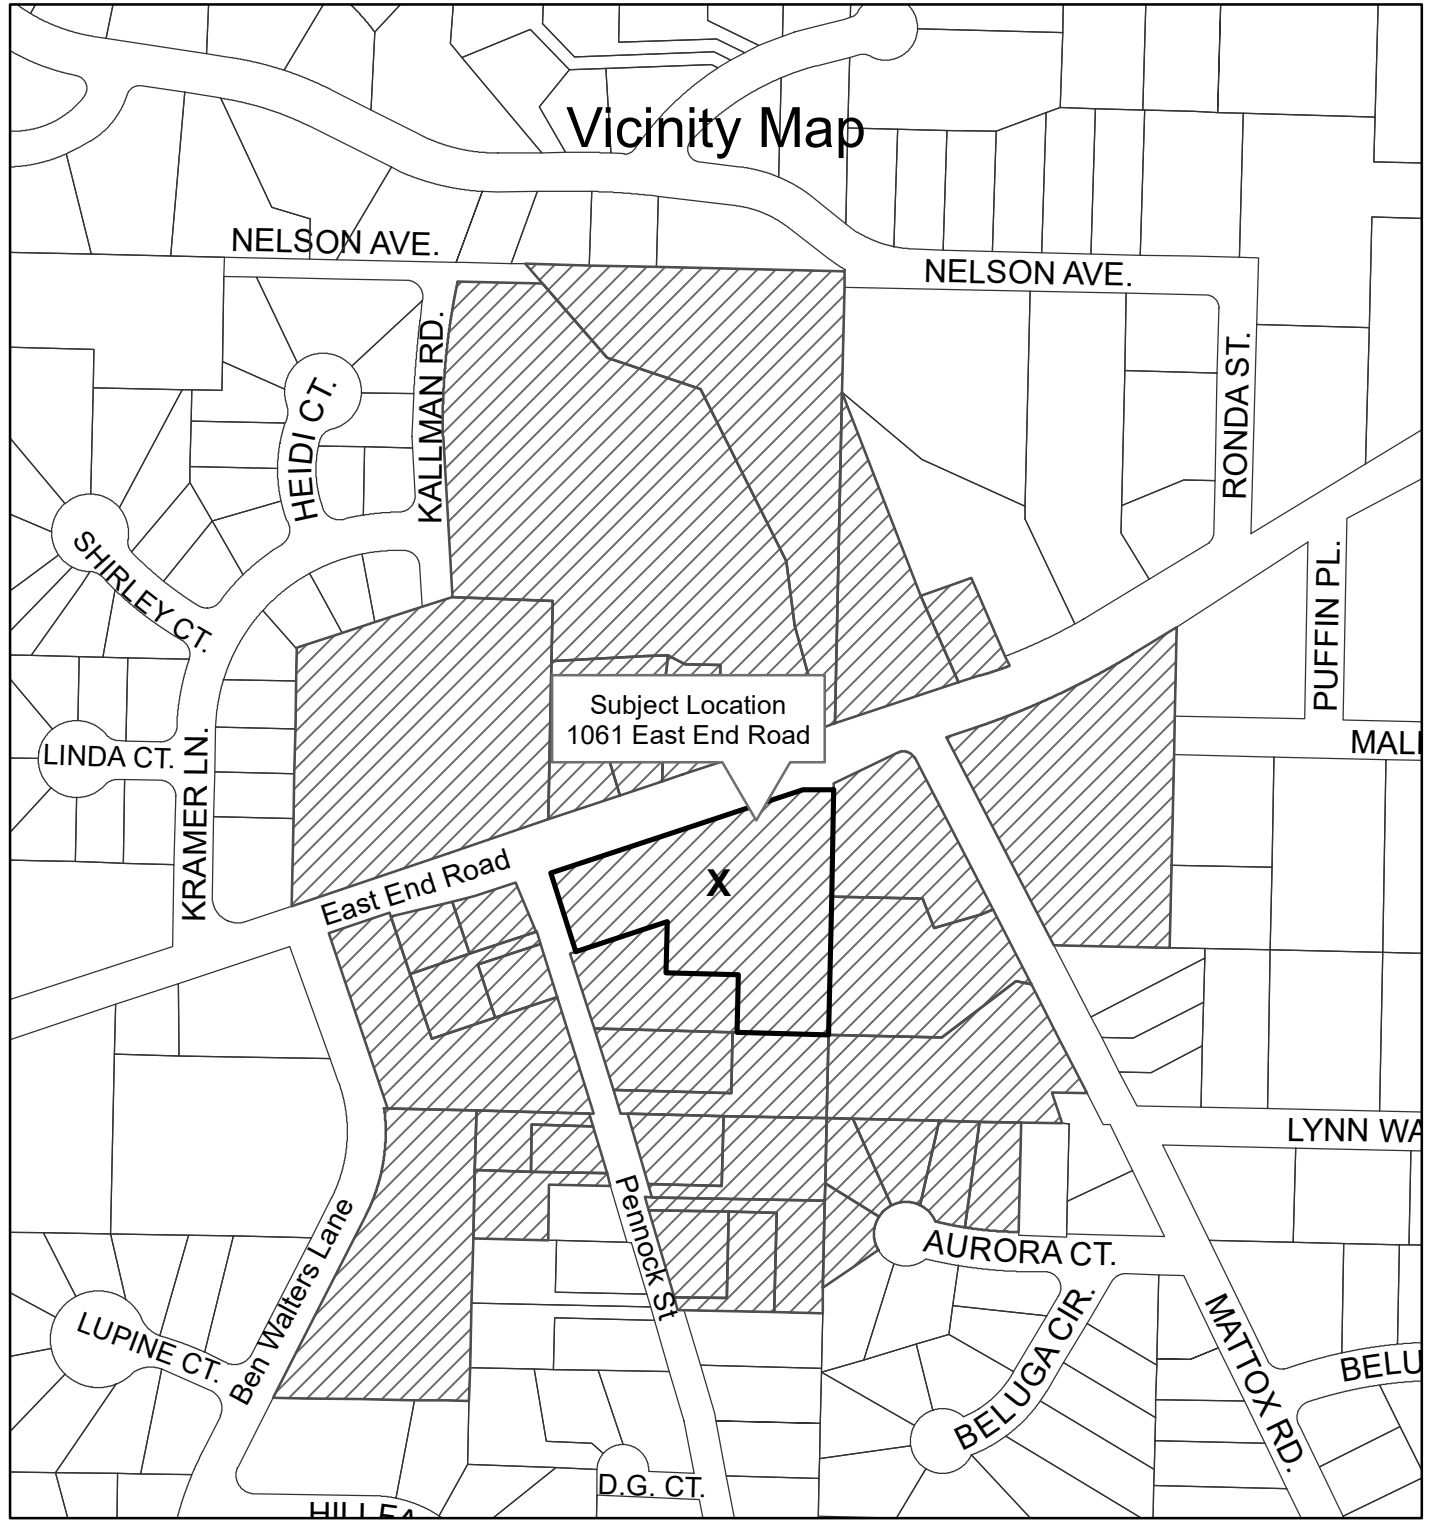 Vicinity Map
NELSON AVE.
NELSON AVE.
KALLMAN RD.
RONDA ST.
HEIDI CT.
SHIRLEY CT.
PUFFIN PL.
Subject Location
1061 East End Road
LINDA CT.
KRAMER LN.
MALL
East End Road
X
LYNN WA
Pennock St
Ben Walters Lane
AURORA CT.
BELUGA CIR.
LUPINE CT.
MATTOX RD.
BELU
D.G. CT.